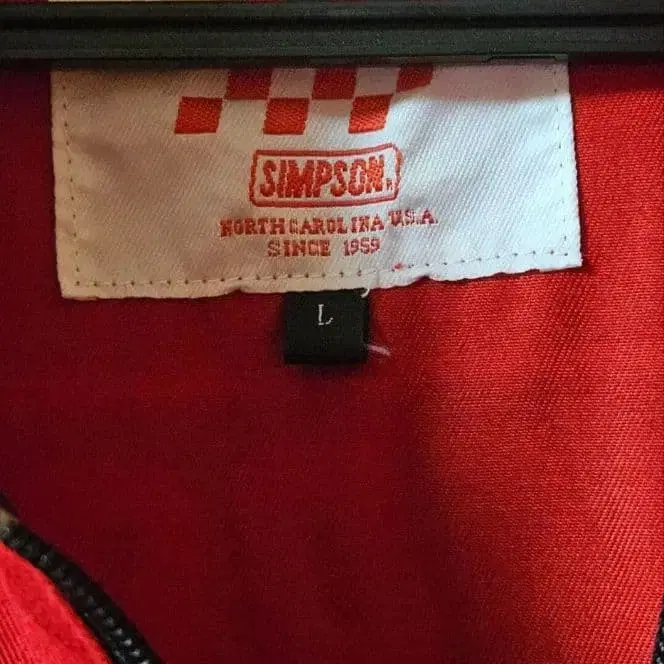 SIMPSON®
NORTH CAROLINA U.S.A
SINCE 1959
L